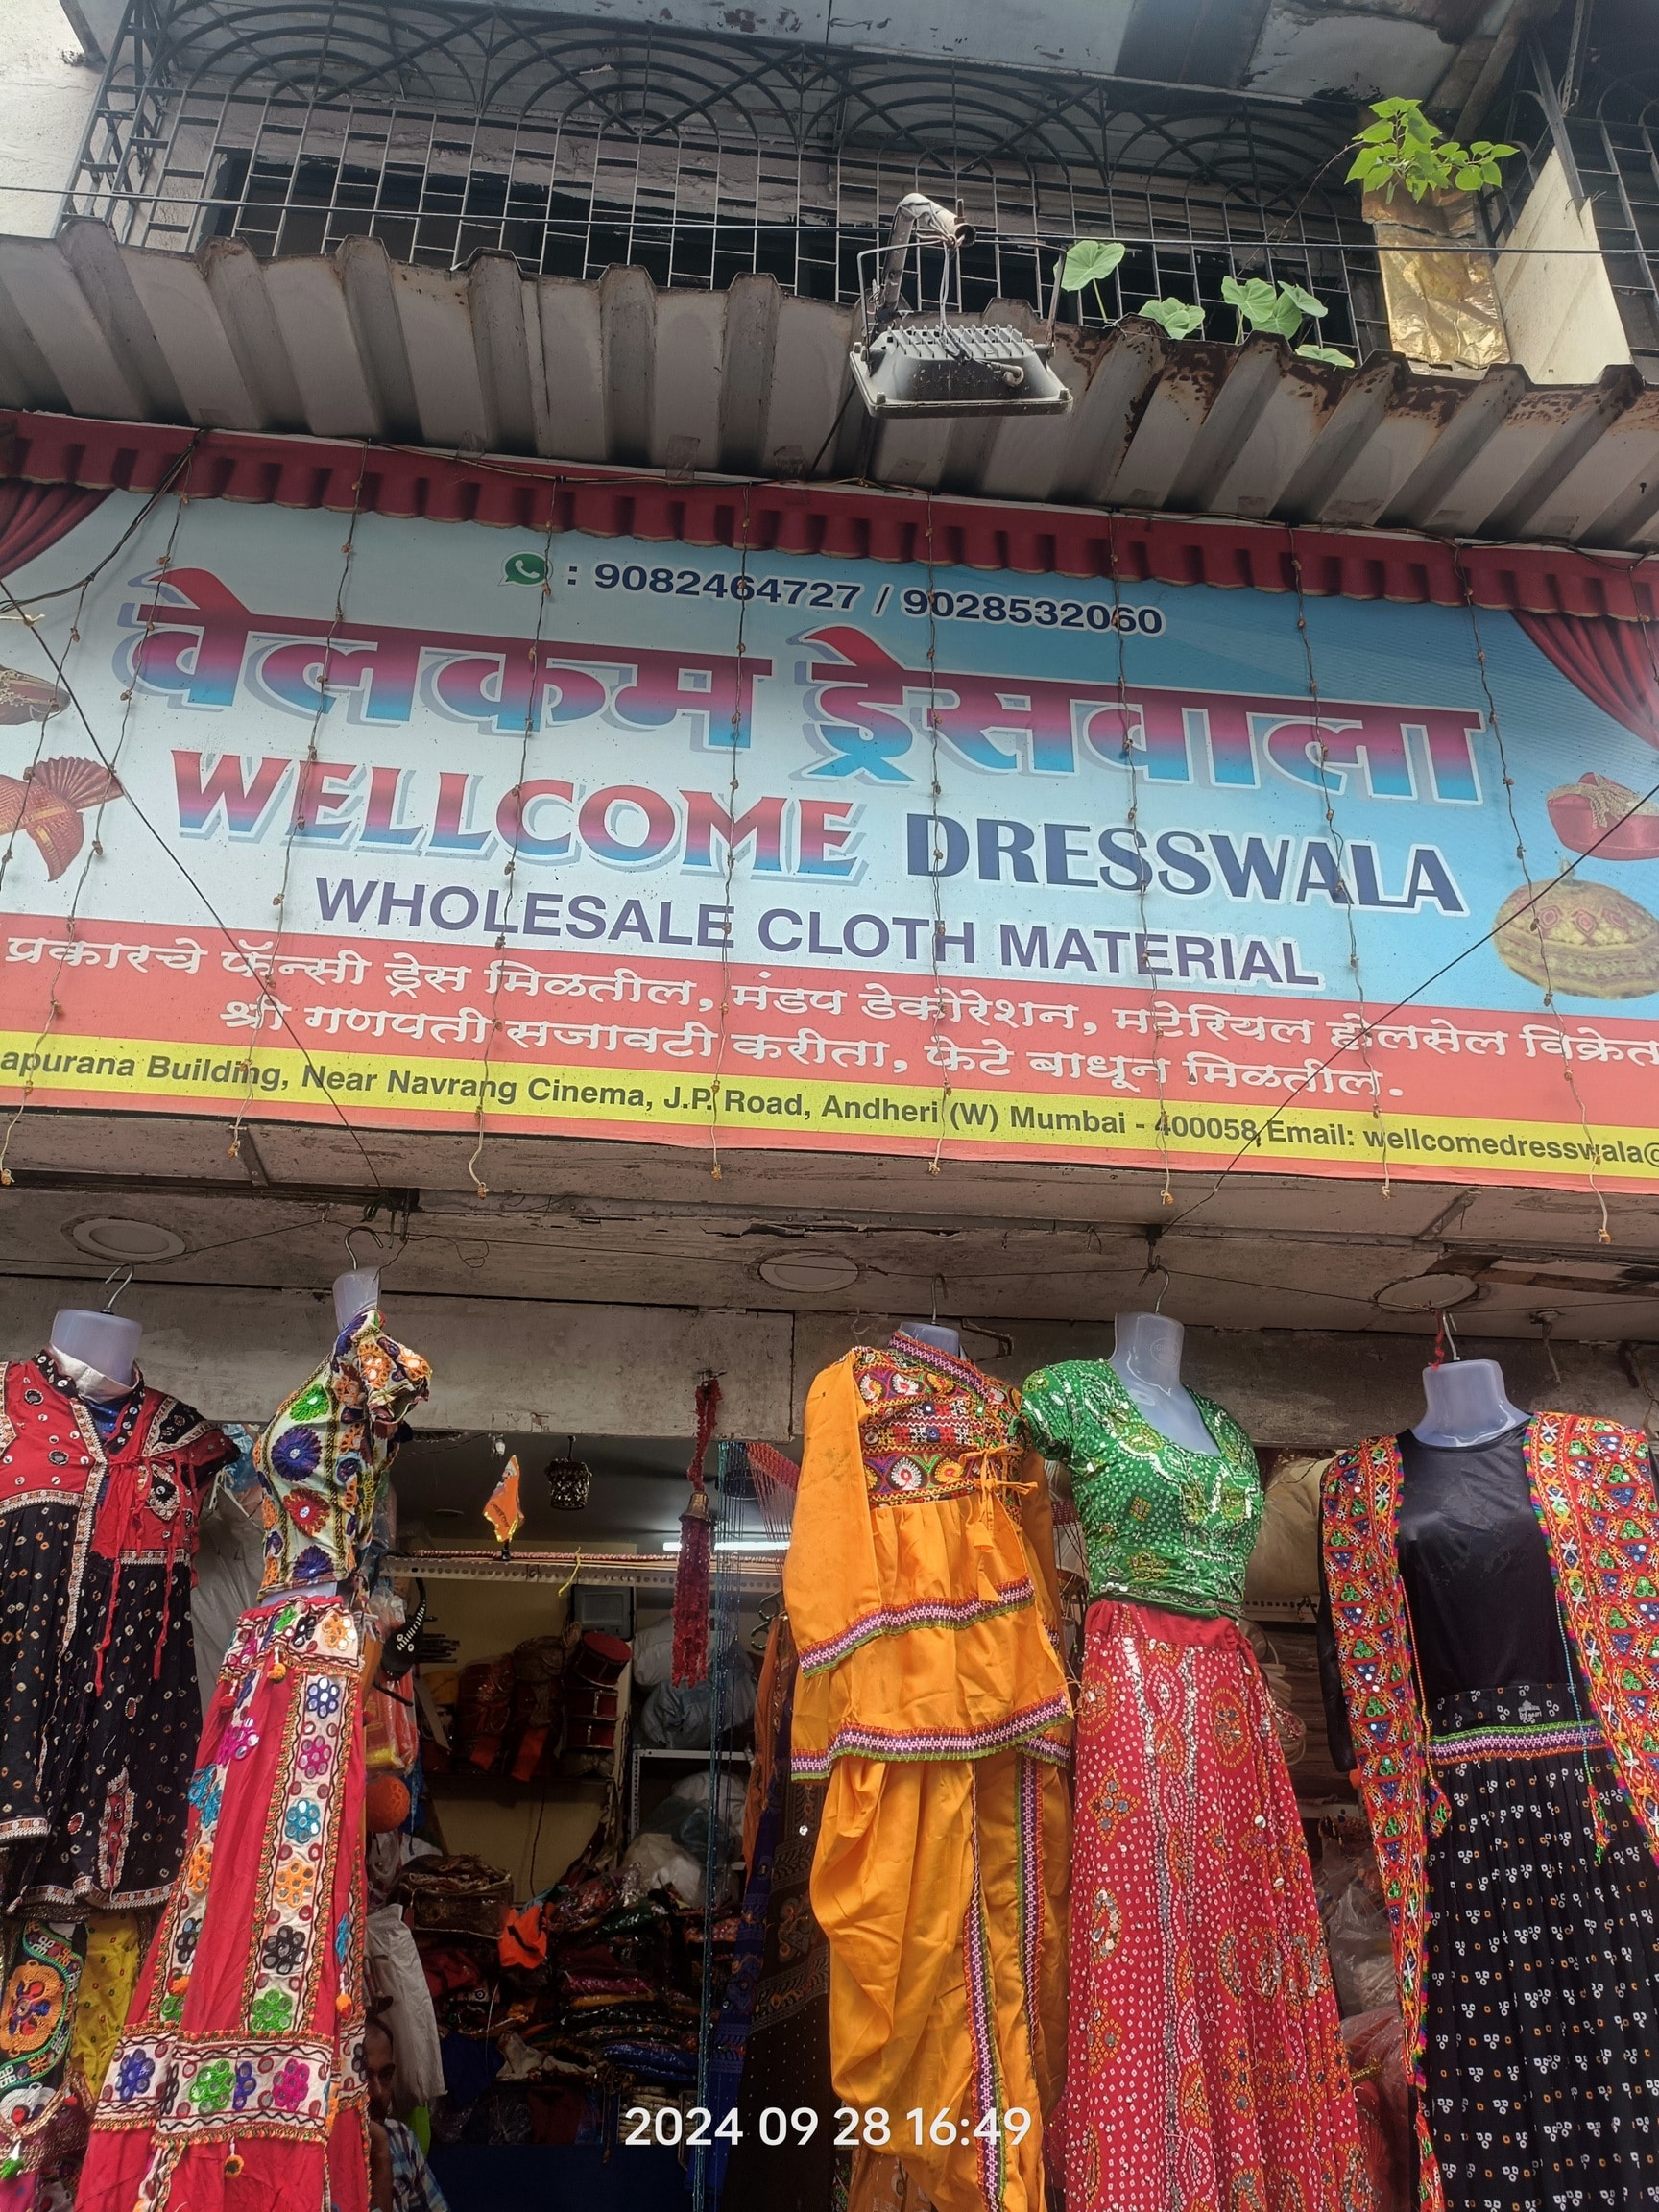 : 9082464727 / 9028532060
वेलकम ड्रेसवाला
WELLCOME DRESSWALA
WHOLESALE CLOTH MATERIAL
प्रकारचे फॅन्सी ड्रेस मिळतील, मंडप डेकोरेशन, मटेरियल होलसेल विक्रेत
श्री गणपती सजावटी करीता, फेटे बाधून मिळतील.
apurana Building, Near Navrang Cinema, J.P. Road, Andheri (W) Mumbai - 400058, Email: wellcomedresswala@
2024 09 28 16:49